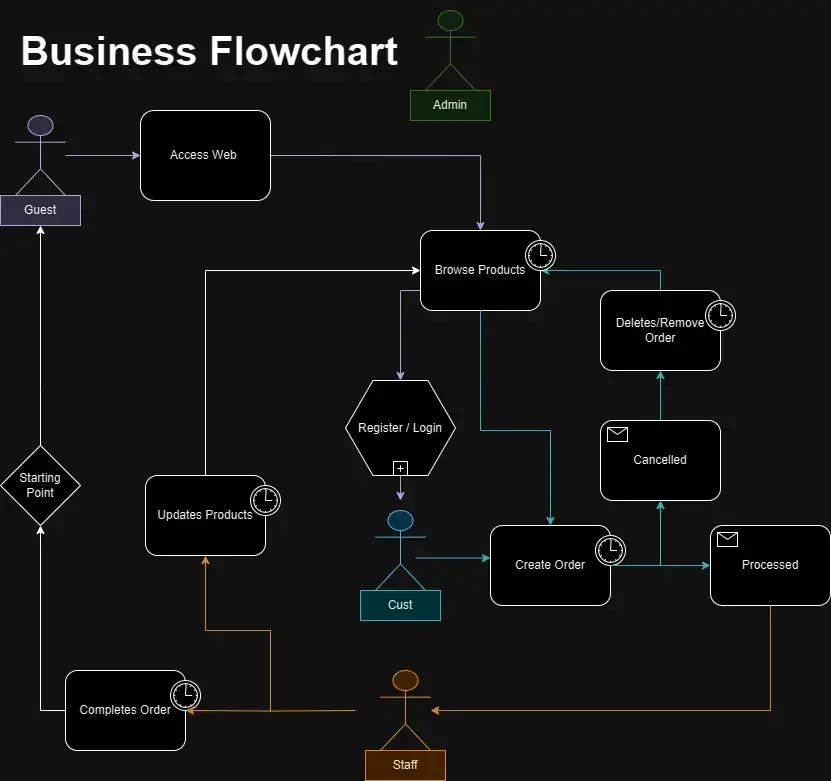 Business Flowchart
Admin
Guest
Access Web
Browse Products
Deletes/Remove
Order
Register / Login
Cancelled
Starting
Point
Updates Products
Cust
Create Order
Processed
Completes Order
Staff